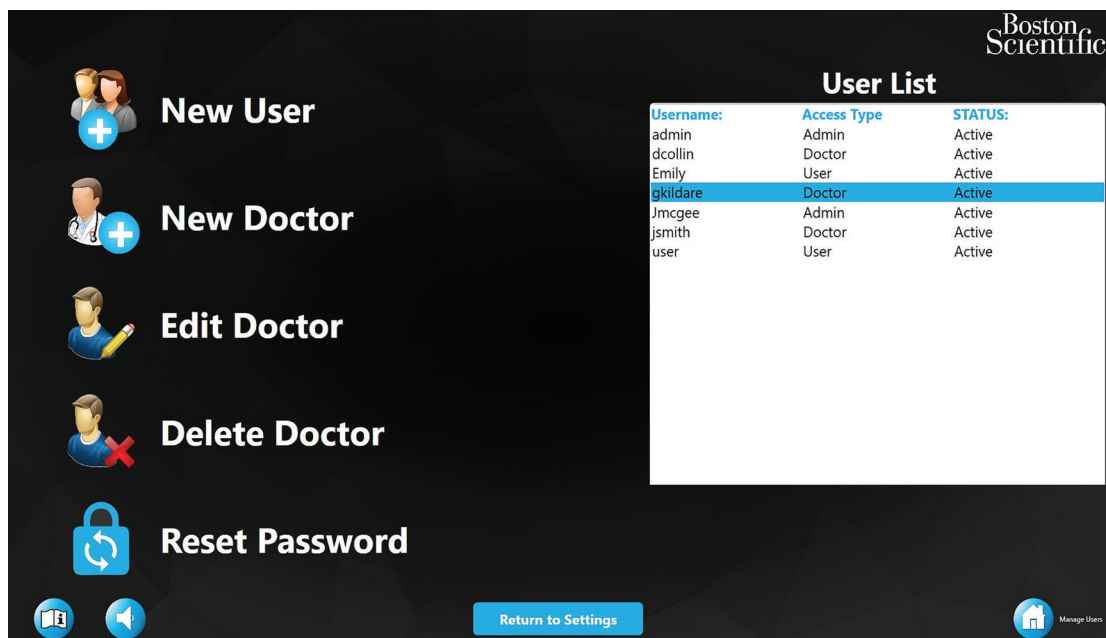 Boston
Scientific
New User
New Doctor
Edit Doctor
Delete Doctor
Reset Password
User List
Username: Access Type STATUS:
admin Admin Active
dcollin Doctor Active
Emily User Active
gkildare Doctor Active
Jmcgee Admin Active
jsmith Doctor Active
user User Active
i
Return to Settings
Manage Users